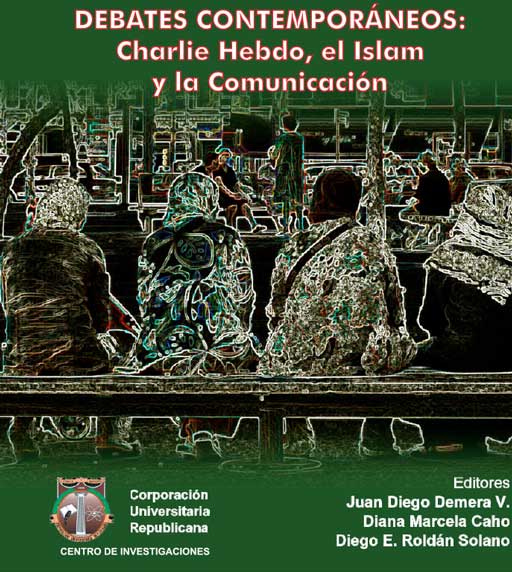 DEBATES CONTEMPORÁNEOS:
Charlie Hebdo, el Islam
y la Comunicación
Corporación
Universitaria
Republicana
CENTRO DE INVESTIGACIONES
Editores
Juan Diego Demera V.
Diana Marcela Caho
Diego E. Roldán Solano